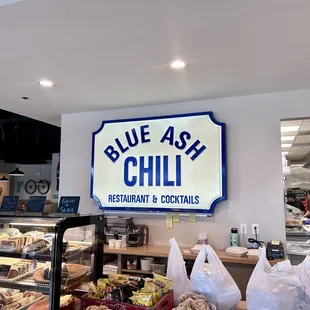 BLUE ASH
CHILI
RESTAURANT & COCKTAILS